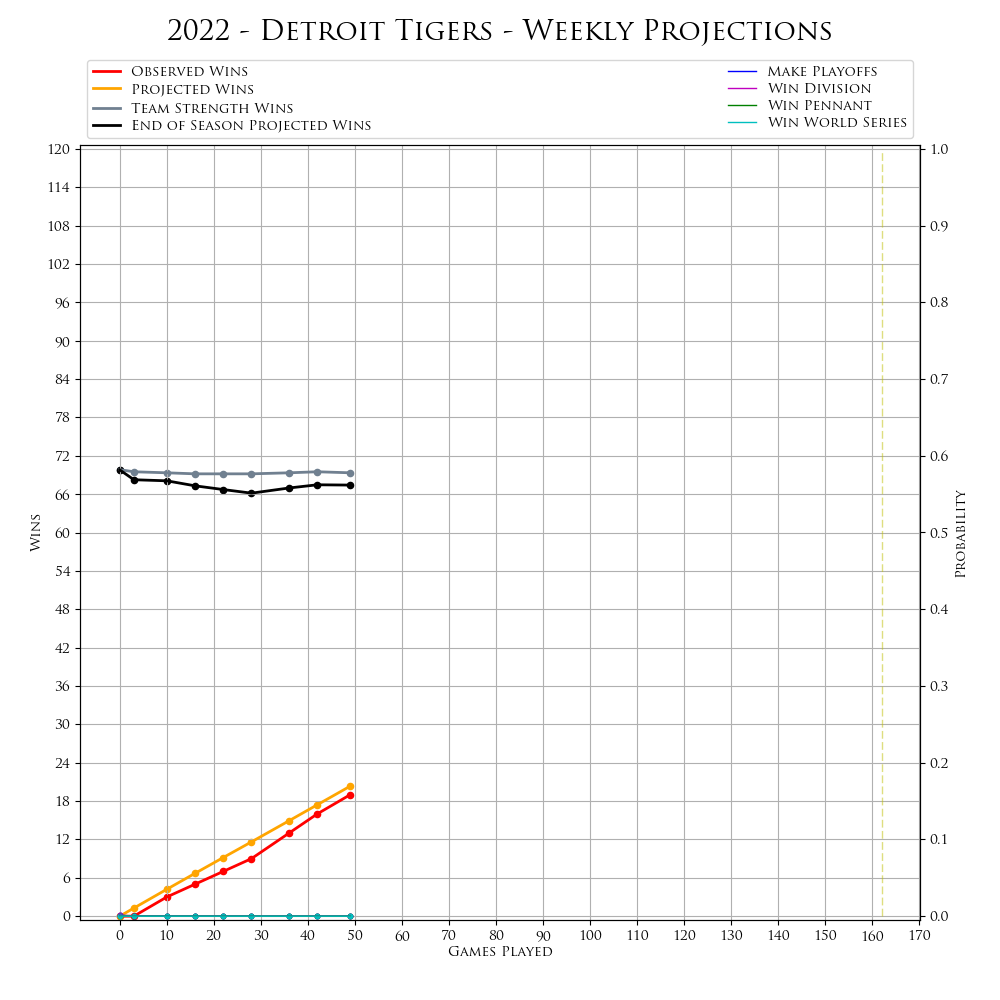 2022 - Detroit Tigers - Weekly Projections
Observed Wins
Projected Wins
Team Strength Wins
End of Season Projected Wins
Make Playoffs
Win Division
Win Pennant
Win World Series
120
114
108
102
96
90
84
78
72
66
60
54
48
42
36
30
24
18
12
6
0
Wins
1.0
0.9
0.8
0.7
0.6
0.5
0.4
0.3
0.2
0.1
0.0
Probability
0 10 20 30 40 50 60 70 80 90 100 110 120 130 140 150 160 170
Games Played